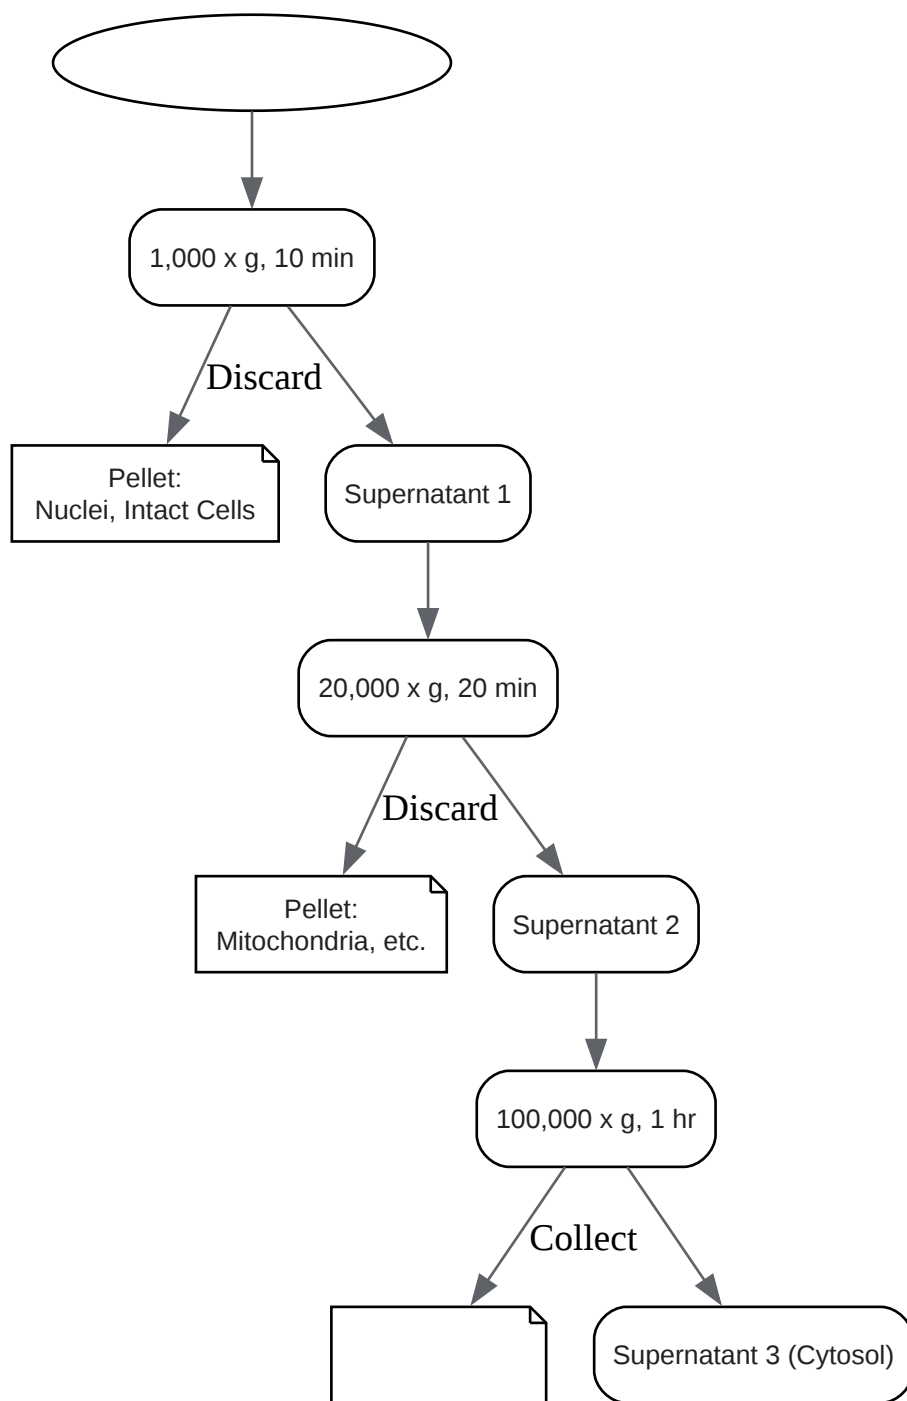 1,000 x g, 10 min
Discard
Pellet:
Nuclei, Intact Cells
Supernatant 1
20,000 x g, 20 min
Discard
Pellet:
Mitochondria, etc.
Supernatant 2
100,000 x g, 1 hr
Collect
Supernatant 3 (Cytosol)